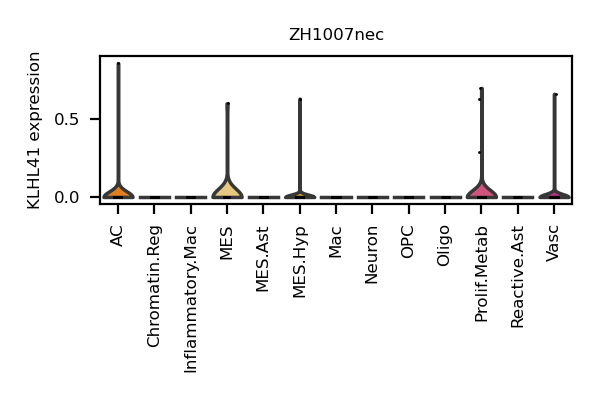 ZH1007nec
KLHL41 expression
0.5
0.0
AC
Chromatin.Reg
Inflammatory.Mac
MES
MES.Ast
MES.Hyp
Mac
Neuron
OPC
Oligo
Prolif.Metab
Reactive.Ast
Vasc